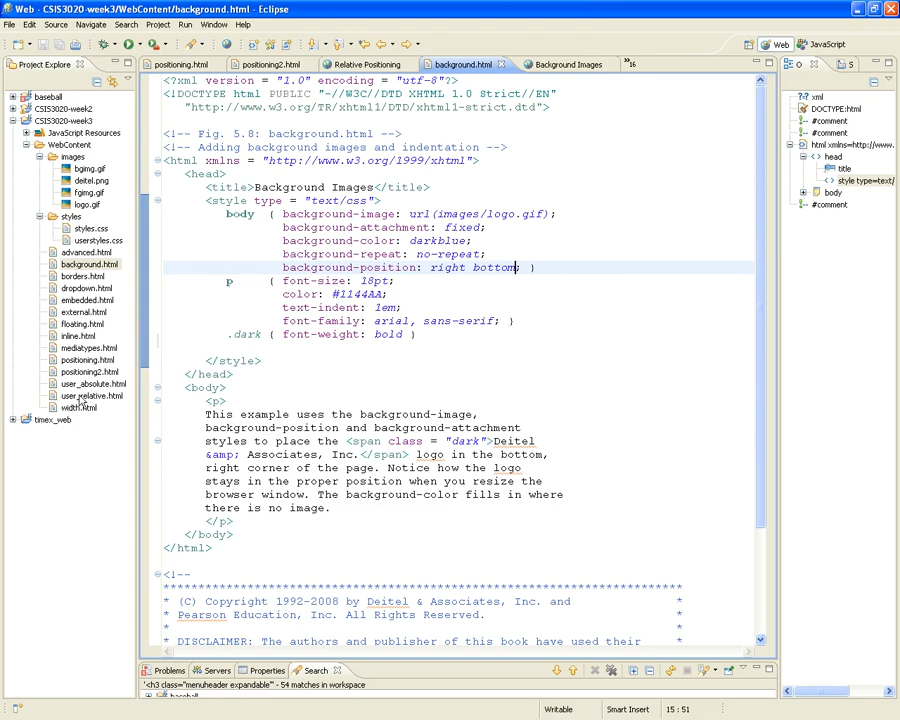 Web - CSIS3020-week3/WebContent/background.html - Eclipse
File Edit Source Navigate Search Project Run Window Help
Web JavaScript
Project Explore
positioning.html positioning2.html Relative Positioning background.html Background Images »16
O S
baseball
CSIS3020-week2
CSIS3020-week3
JavaScript Resources
WebContent
images
bgimg.gif
deitel.png
fgimg.gif
logo.gif
styles
styles.css
userstyles.css
advanced.html
background.html
borders.html
dropdown.html
embedded.html
external.html
floating.html
inline.html
mediatypes.html
positioning.html
positioning2.html
user_absolute.html
user_relative.html
width.html
timex_web
<?xml version = "1.0" encoding = "utf-8"?>
<!DOCTYPE html PUBLIC "-//W3C//DTD XHTML 1.0 Strict//EN"
"http://www.w3.org/TR/xhtml1/DTD/xhtml1-strict.dtd">
<!-- Fig. 5.8: background.html -->
<!-- Adding background images and indentation -->
<html xmlns = "http://www.w3.org/1999/xhtml">
<head>
<title>Background Images</title>
<style type = "text/css">
body { background-image: url(images/logo.gif);
background-attachment: fixed;
background-color: darkblue;
background-repeat: no-repeat;
background-position: right bottom; }
p { font-size: 18pt;
color: #1144AA;
text-indent: 1em;
font-family: arial, sans-serif; }
.dark { font-weight: bold }
</style>
</head>
<body>
<p>
This example uses the background-image,
background-position and background-attachment
styles to place the <span class = "dark">Deitel
&amp; Associates, Inc.</span> logo in the bottom,
right corner of the page. Notice how the logo
stays in the proper position when you resize the
browser window. The background-color fills in where
there is no image.
</p>
</body>
</html>
<!--
**************************************************************************
* (C) Copyright 1992-2008 by Deitel & Associates, Inc. and *
* Pearson Education, Inc. All Rights Reserved. *
* *
* DISCLAIMER: The authors and publisher of this book have used their *
xml
DOCTYPE:html
#comment
#comment
html xmlns=http://www.
head
title
style type=text/
body
#comment
Problems Servers Properties Search
'<h3 class="menuheader expandable"' - 54 matches in workspace
baseball
Writable Smart Insert 15 : 51